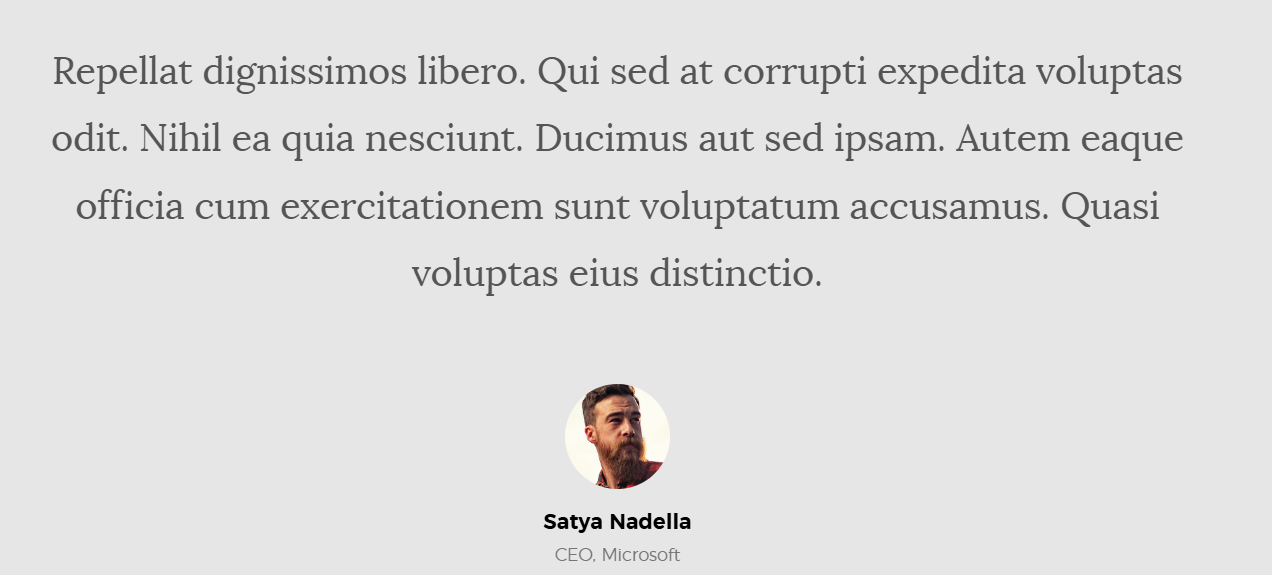 Repellat dignissimos libero. Qui sed at corrupti expedita voluptas
odit. Nihil ea quia nesciunt. Ducimus aut sed ipsam. Autem eaque
officia cum exercitationem sunt voluptatum accusamus. Quasi
voluptas eius distinctio.
Satya Nadella
CEO, Microsoft